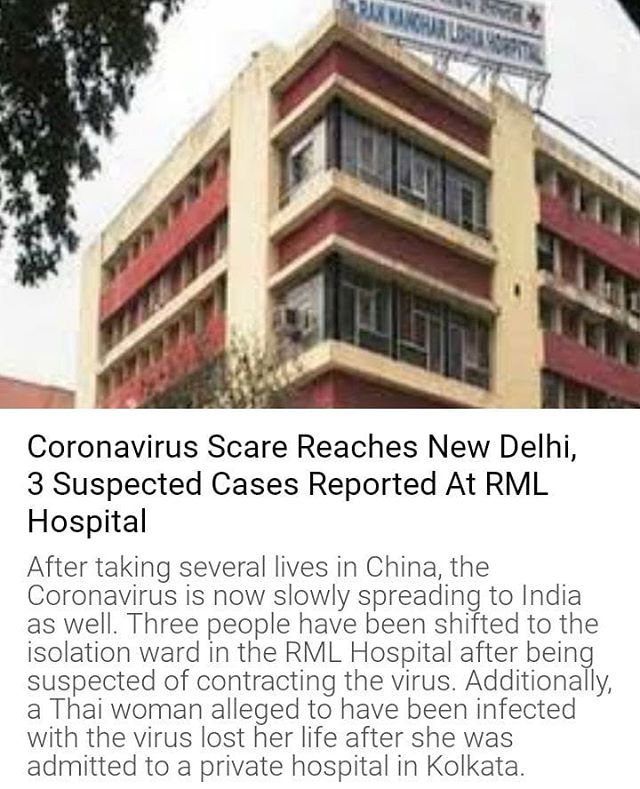 RAM MANOHAR LOHIA HOSPITAL
Coronavirus Scare Reaches New Delhi,
3 Suspected Cases Reported At RML
Hospital
After taking several lives in China, the
Coronavirus is now slowly spreading to India
as well. Three people have been shifted to the
isolation ward in the RML Hospital after being
suspected of contracting the virus. Additionally,
a Thai woman alleged to have been infected
with the virus lost her life after she was
admitted to a private hospital in Kolkata.